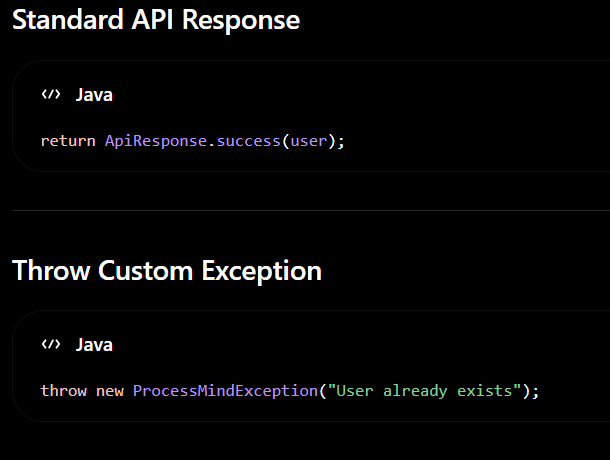 Standard API Response
</> Java
return ApiResponse.success(user);
Throw Custom Exception
</> Java
throw new ProcessMindException("User already exists");